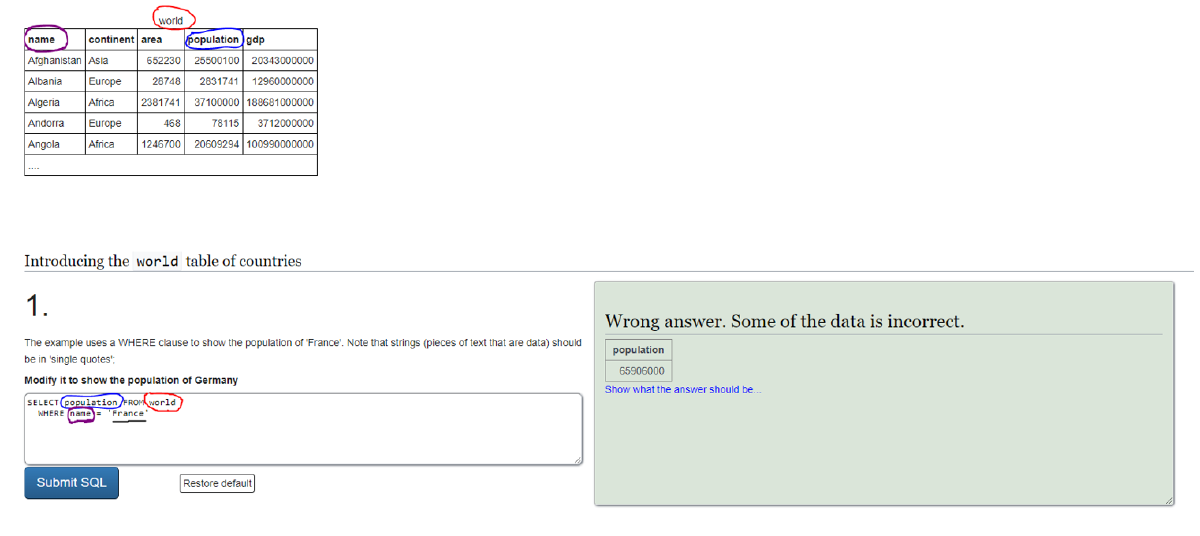 world
name continent area population gdp
Afghanistan Asia 652230 25500100 20343000000
Albania Europe 28748 2831741 12960000000
Algeria Africa 2381741 37100000 188681000000
Andorra Europe 468 78115 3712000000
Angola Africa 1246700 20609294 100990000000
....
Introducing the world table of countries
1.
The example uses a WHERE clause to show the population of 'France'. Note that strings (pieces of text that are data) should
be in 'single quotes';
Modify it to show the population of Germany
SELECT population FROM world
WHERE name = 'France'
Submit SQL
Restore default
Wrong answer. Some of the data is incorrect.
population
65906000
Show what the answer should be...